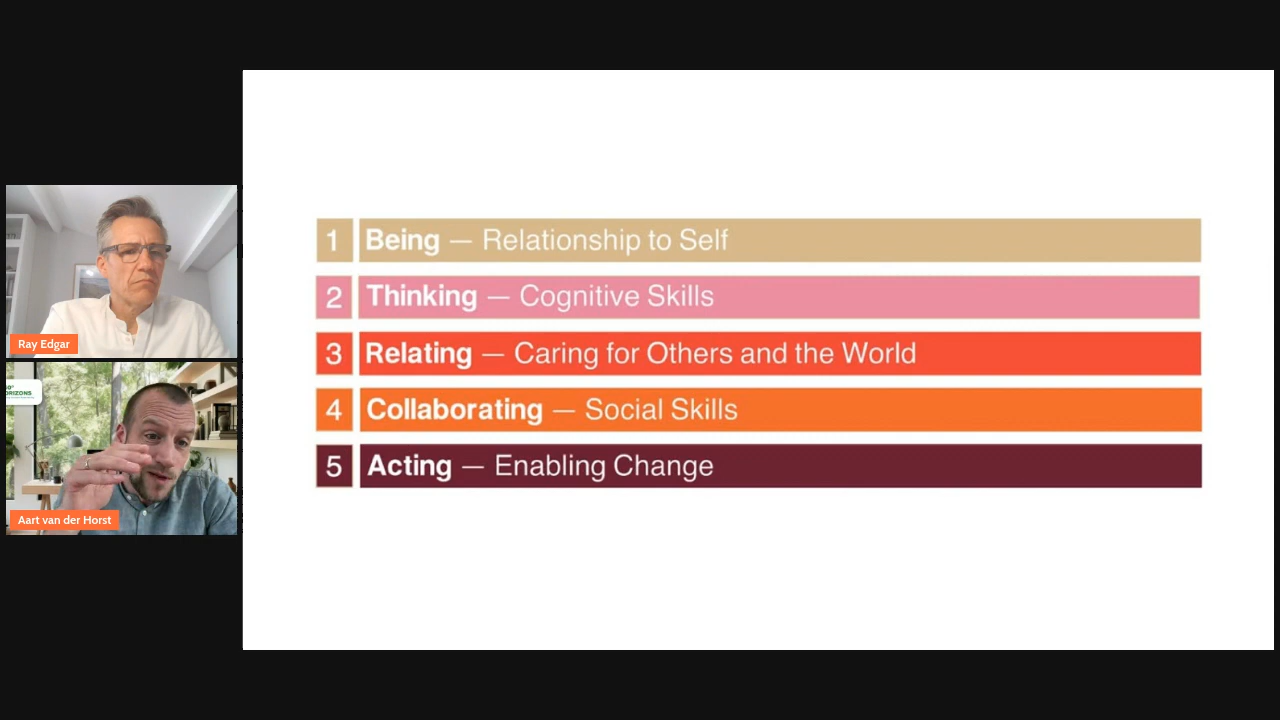 Ray Edgar
Aart van der Horst
1 Being — Relationship to Self
2 Thinking — Cognitive Skills
3 Relating — Caring for Others and the World
4 Collaborating — Social Skills
5 Acting — Enabling Change